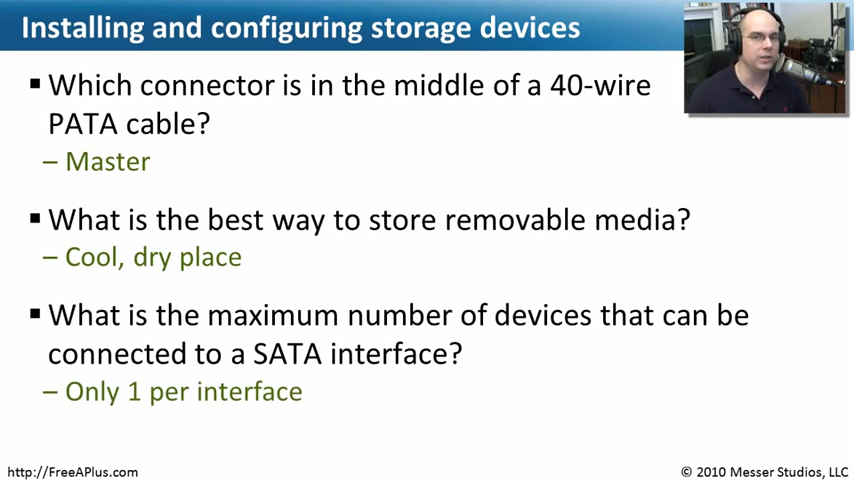 Installing and configuring storage devices
▪ Which connector is in the middle of a 40-wire
PATA cable?
– Master
▪ What is the best way to store removable media?
– Cool, dry place
▪ What is the maximum number of devices that can be
connected to a SATA interface?
– Only 1 per interface
http://FreeAPlus.com
© 2010 Messer Studios, LLC